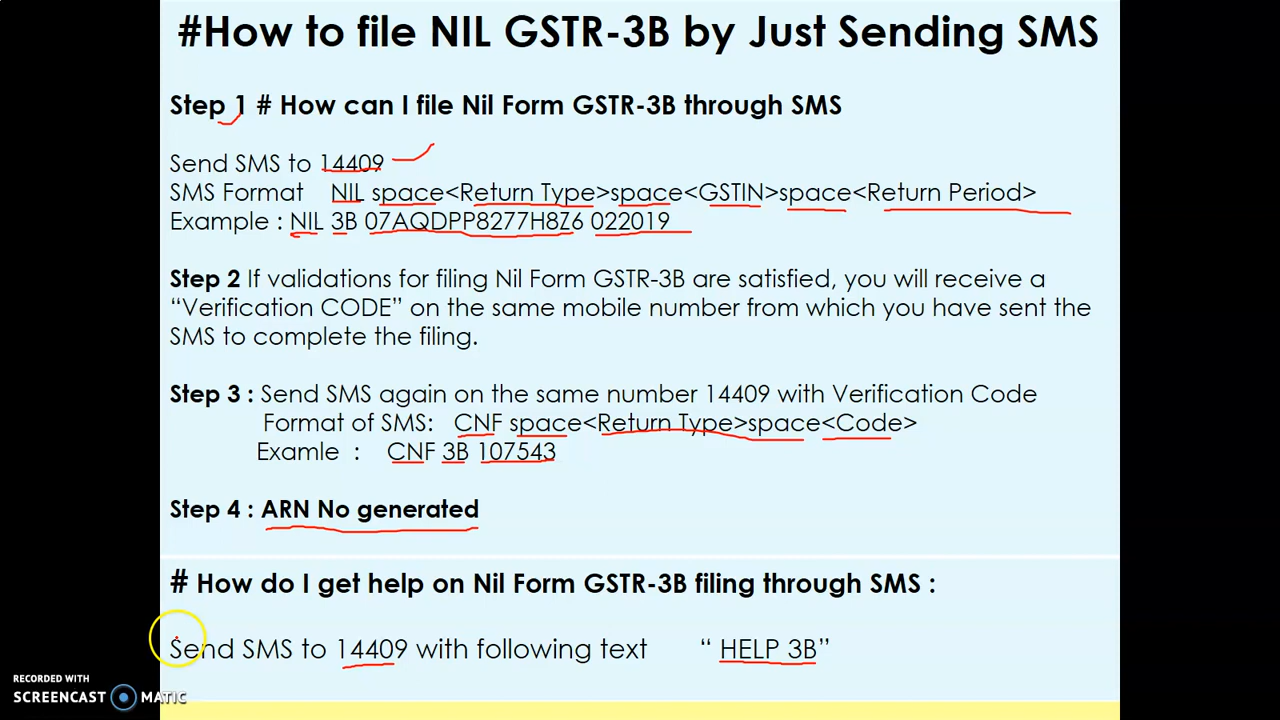 #How to file NIL GSTR-3B by Just Sending SMS
Step 1 # How can I file Nil Form GSTR-3B through SMS
Send SMS to 14409
SMS Format NIL space<Return Type>space<GSTIN>space<Return Period>
Example : NIL 3B 07AQDPP8277H8Z6 022019
Step 2 If validations for filing Nil Form GSTR-3B are satisfied, you will receive a
“Verification CODE” on the same mobile number from which you have sent the
SMS to complete the filing.
Step 3 : Send SMS again on the same number 14409 with Verification Code
Format of SMS: CNF space<Return Type>space<Code>
Examle : CNF 3B 107543
Step 4 : ARN No generated
# How do I get help on Nil Form GSTR-3B filing through SMS :
Send SMS to 14409 with following text “ HELP 3B”
RECORDED WITH
SCREENCAST MATIC